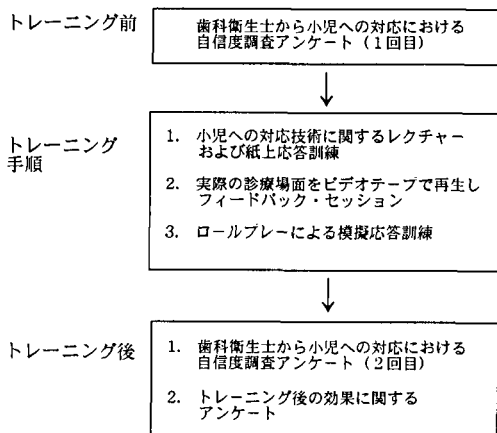 トレーニング前
歯科衛生士から小児への対応における
自信度調査アンケート（1回目）
トレーニング
手順
1. 小児への対応技術に関するレクチャー
および紙上応答訓練
2. 実際の診療場面をビデオテープで再生し
フィードバック・セッション
3. ロールプレーによる模擬応答訓練
トレーニング後
1. 歯科衛生士から小児への対応における
自信度調査アンケート（2回目）
2. トレーニング後の効果に関する
アンケート